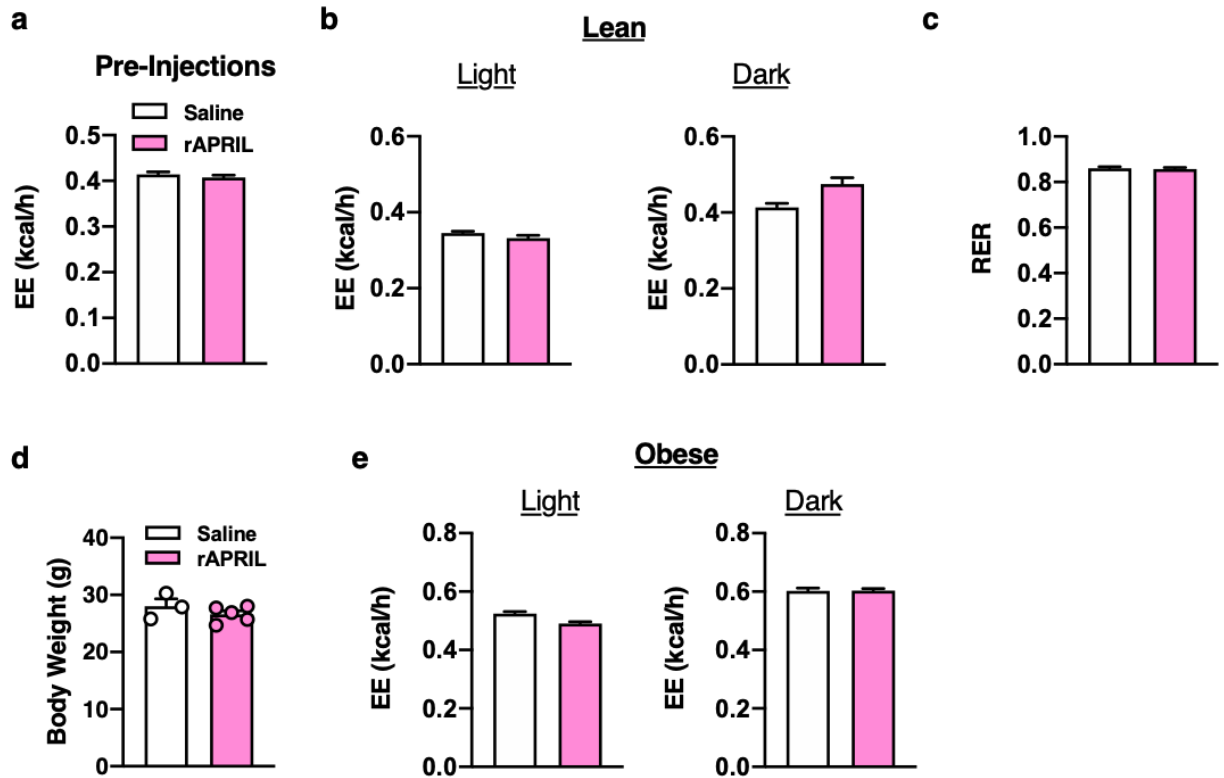 a
Pre-Injections
Saline
rAPRIL
EE (kcal/h)
0.5
0.4
0.3
0.2
0.1
0.0
b
Lean
Light
EE (kcal/h)
0.6
0.4
0.2
0.0
Dark
EE (kcal/h)
0.6
0.4
0.2
0.0
c
RER
1.0
0.8
0.6
0.4
0.2
0.0
d
Saline
rAPRIL
Body Weight (g)
40
30
20
10
0
e
Obese
Light
EE (kcal/h)
0.8
0.6
0.4
0.2
0.0
Dark
EE (kcal/h)
0.8
0.6
0.4
0.2
0.0